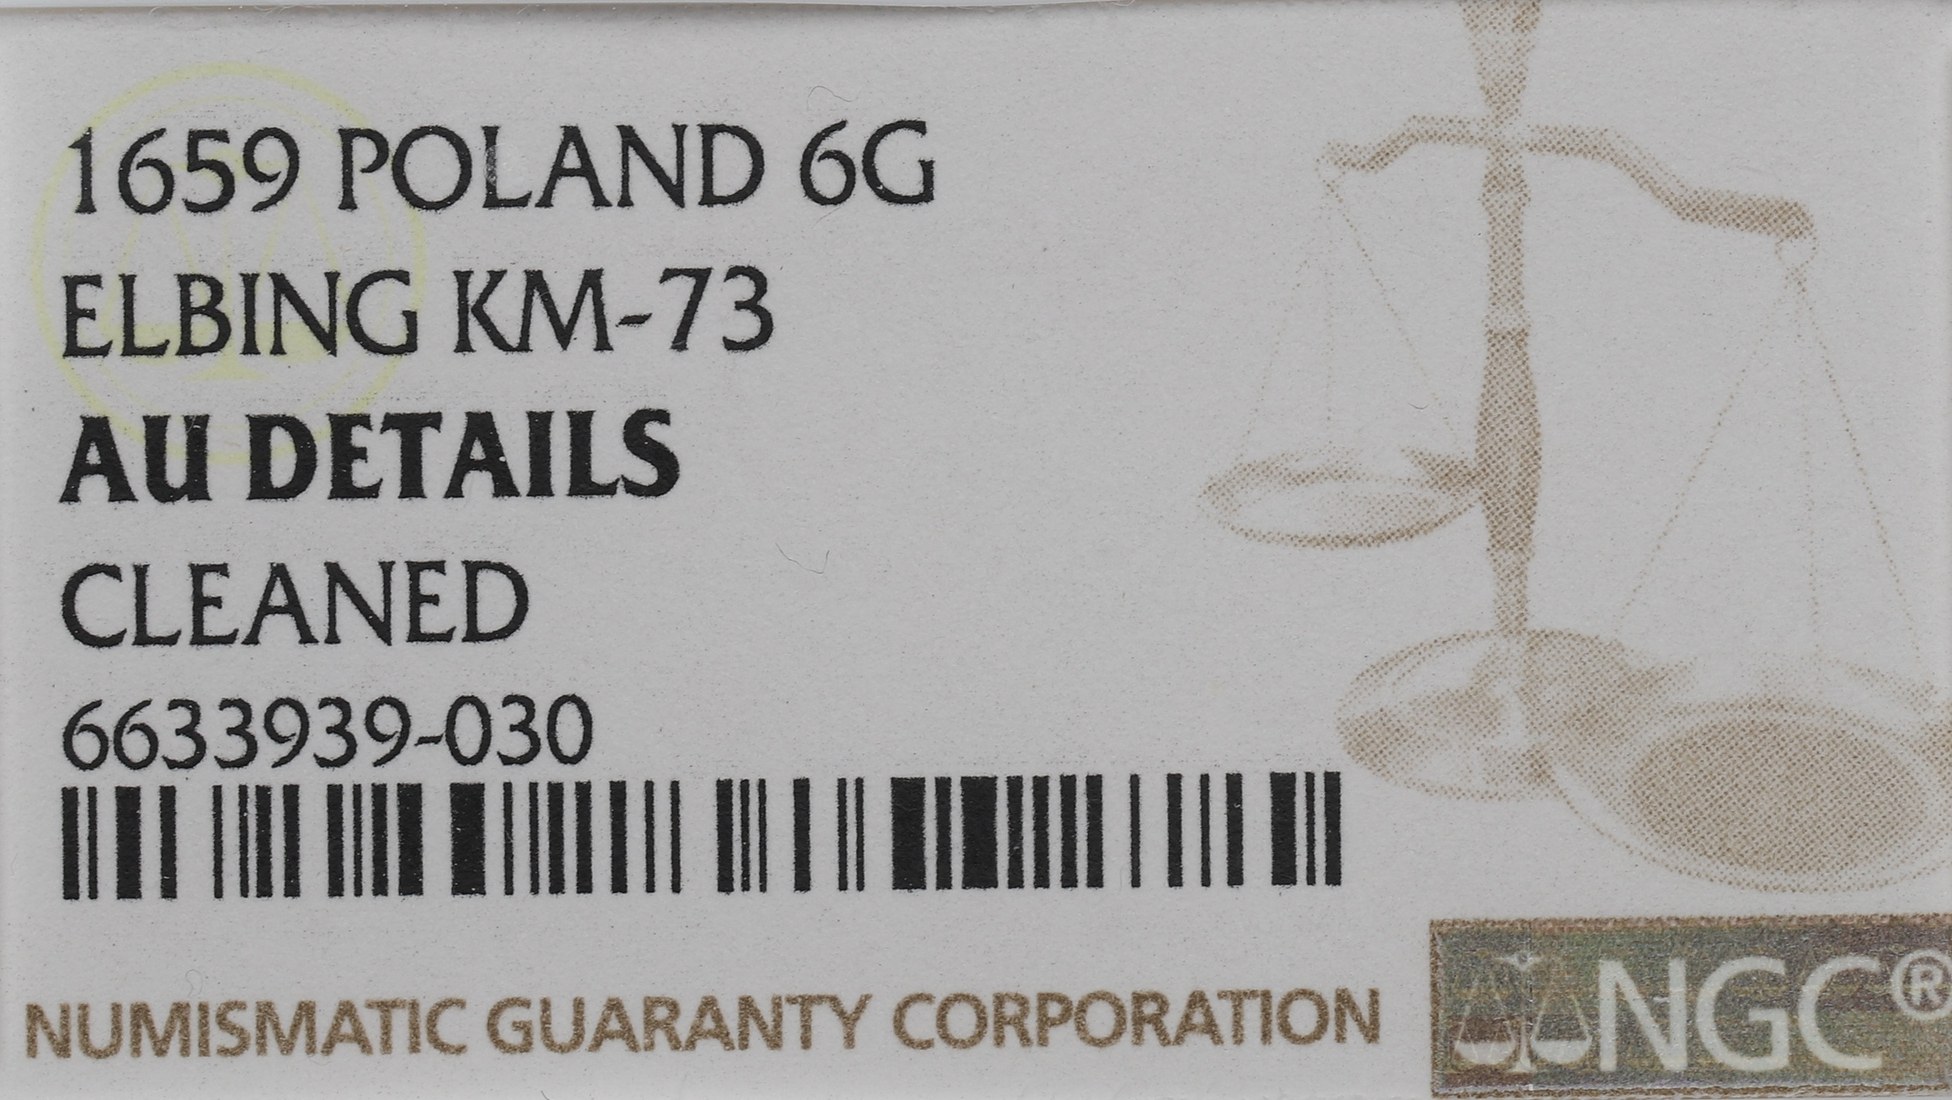 1659 POLAND 6G
ELBING KM-73
AU DETAILS
CLEANED
6633939-030
NUMISMATIC GUARANTY CORPORATION
NGC®